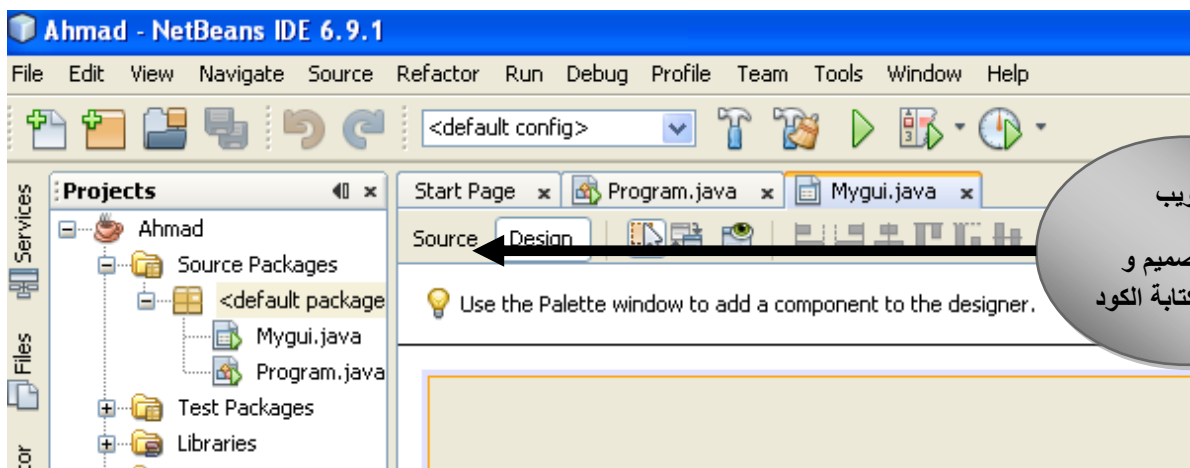 Ahmad - NetBeans IDE 6.9.1
File Edit View Navigate Source Refactor Run Debug Profile Team Tools Window Help
<default config>
Services
Files
Projects
Ahmad
Source Packages
<default package
Mygui.java
Program.java
Test Packages
Libraries
Start Page
Program.java
Mygui.java
Source Design
Use the Palette window to add a component to the designer.
و
كتابة الكود